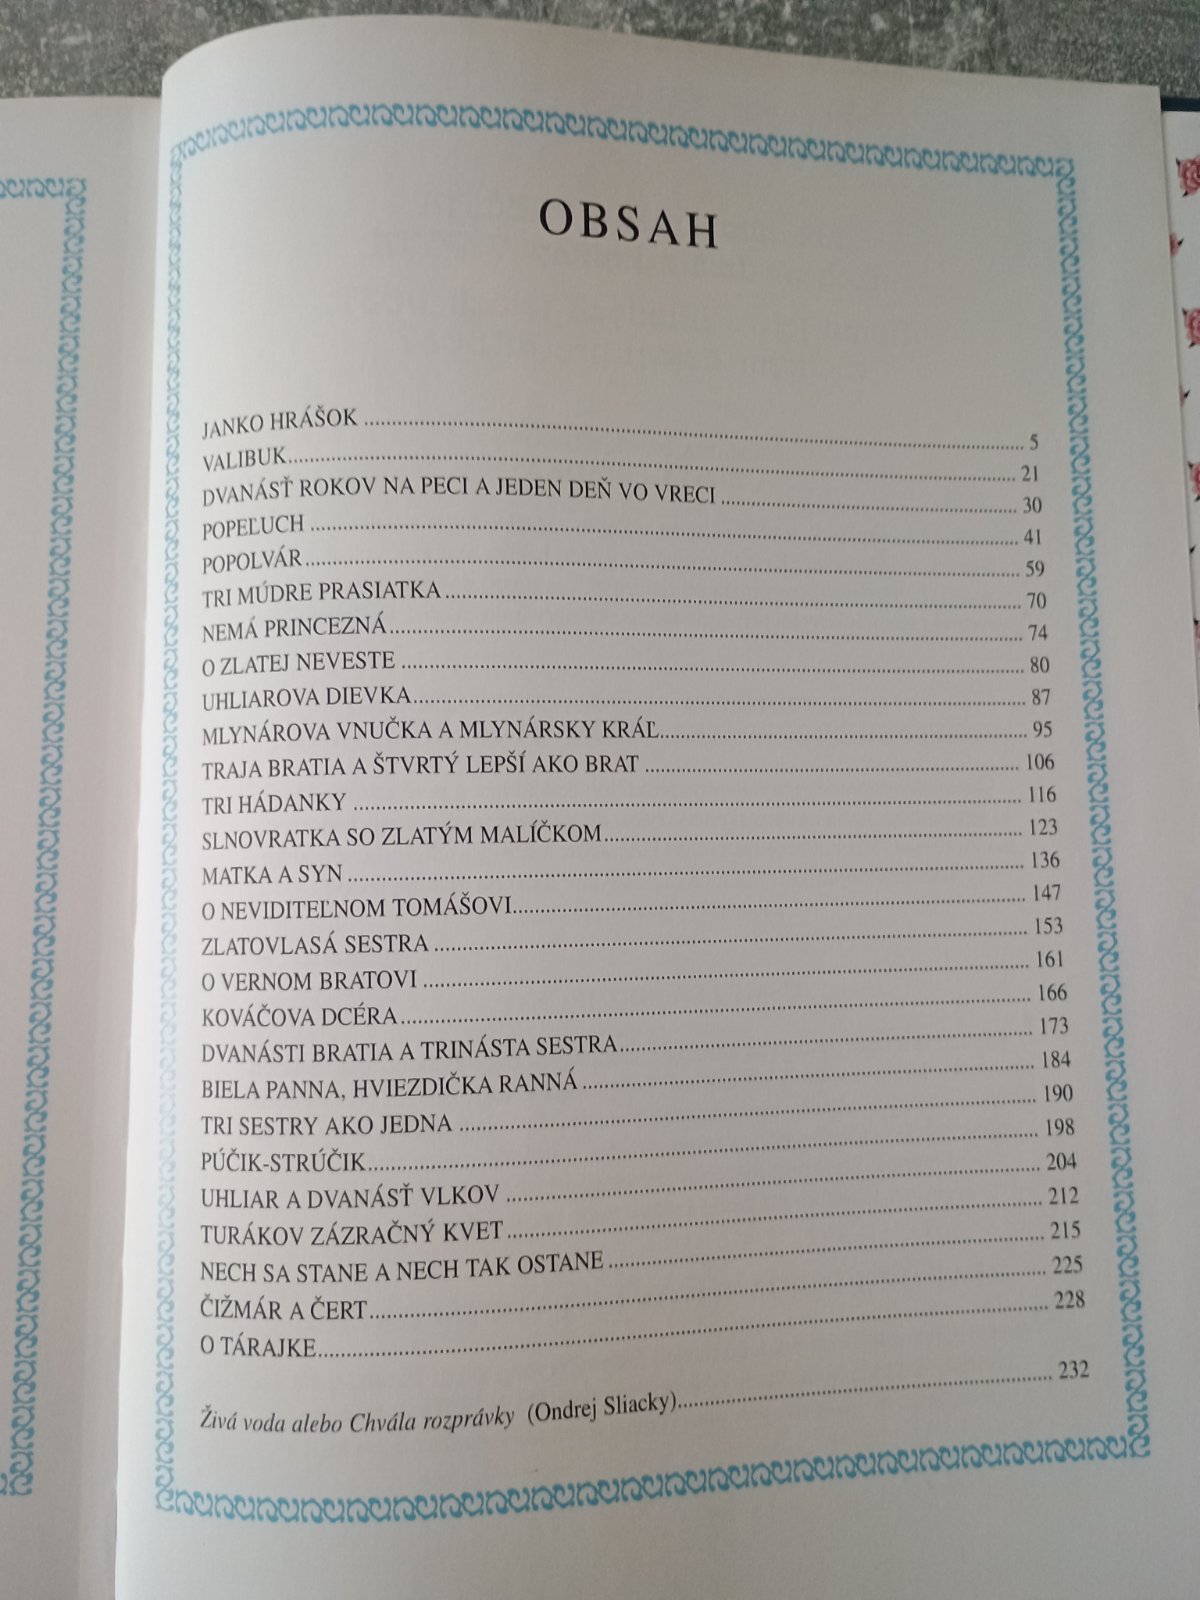 OBSAH
JANKO HRÁŠOK ........ 5
VALIBUK ........ 21
DVANÁSŤ ROKOV NA PECI A JEDEN DEŇ VO VRECI ........ 30
POPEĽUCH ........ 41
POPOLVÁR ........ 59
TRI MÚDRE PRASIATKA ........ 70
NEMÁ PRINCEZNÁ ........ 74
O ZLATEJ NEVESTE ........ 80
UHLIAROVA DIEVKA ........ 87
MLYNÁROVA VNUČKA A MLYNÁRSKY KRÁĽ ........ 95
TRAJA BRATIA A ŠTVRTÝ LEPŠÍ AKO BRAT ........ 106
TRI HÁDANKY ........ 116
SLNOVRATKA SO ZLATÝM MALÍČKOM ........ 123
MATKA A SYN ........ 136
O NEVIDITEĽNOM TOMÁŠOVI ........ 147
ZLATOVLASÁ SESTRA ........ 153
O VERNOM BRATOVI ........ 161
KOVÁČOVA DCÉRA ........ 166
DVANÁSTI BRATIA A TRINÁSTA SESTRA ........ 173
BIELA PANNA, HVIEZDIČKA RANNÁ ........ 184
TRI SESTRY AKO JEDNA ........ 190
PÚČIK-STRÚČIK ........ 198
UHLIAR A DVANÁSŤ VLKOV ........ 204
TURÁKOV ZÁZRAČNÝ KVET ........ 212
NECH SA STANE A NECH TAK OSTANE ........ 215
ČIŽMÁR A ČERT ........ 225
O TÁRAJKE ........ 228
Živá voda alebo Chvála rozprávky (Ondrej Sliacky) ........ 232